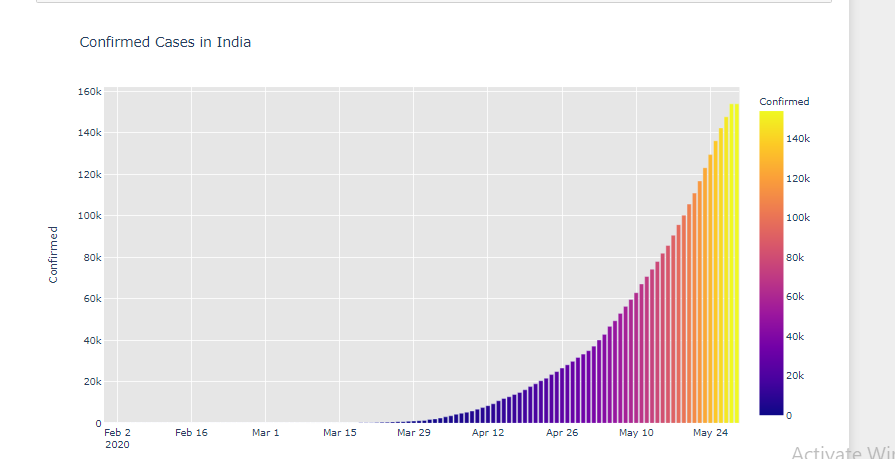 Confirmed Cases in India
Confirmed
160k
140k
120k
100k
80k
60k
40k
20k
0
Feb 2
2020
Feb 16
Mar 1
Mar 15
Mar 29
Apr 12
Apr 26
May 10
May 24
Confirmed
140k
120k
100k
80k
60k
40k
20k
0
Activate Win